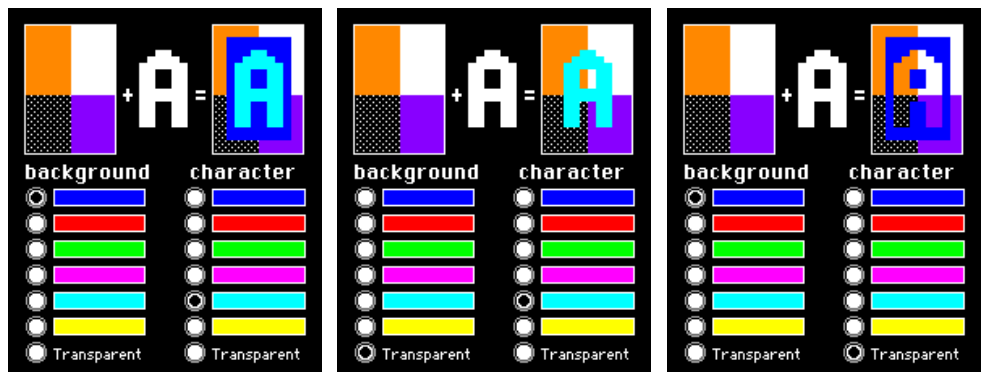 + A =
A
background character
Transparent Transparent
+ A =
A
background character
Transparent Transparent
+ A =
A
background character
Transparent Transparent